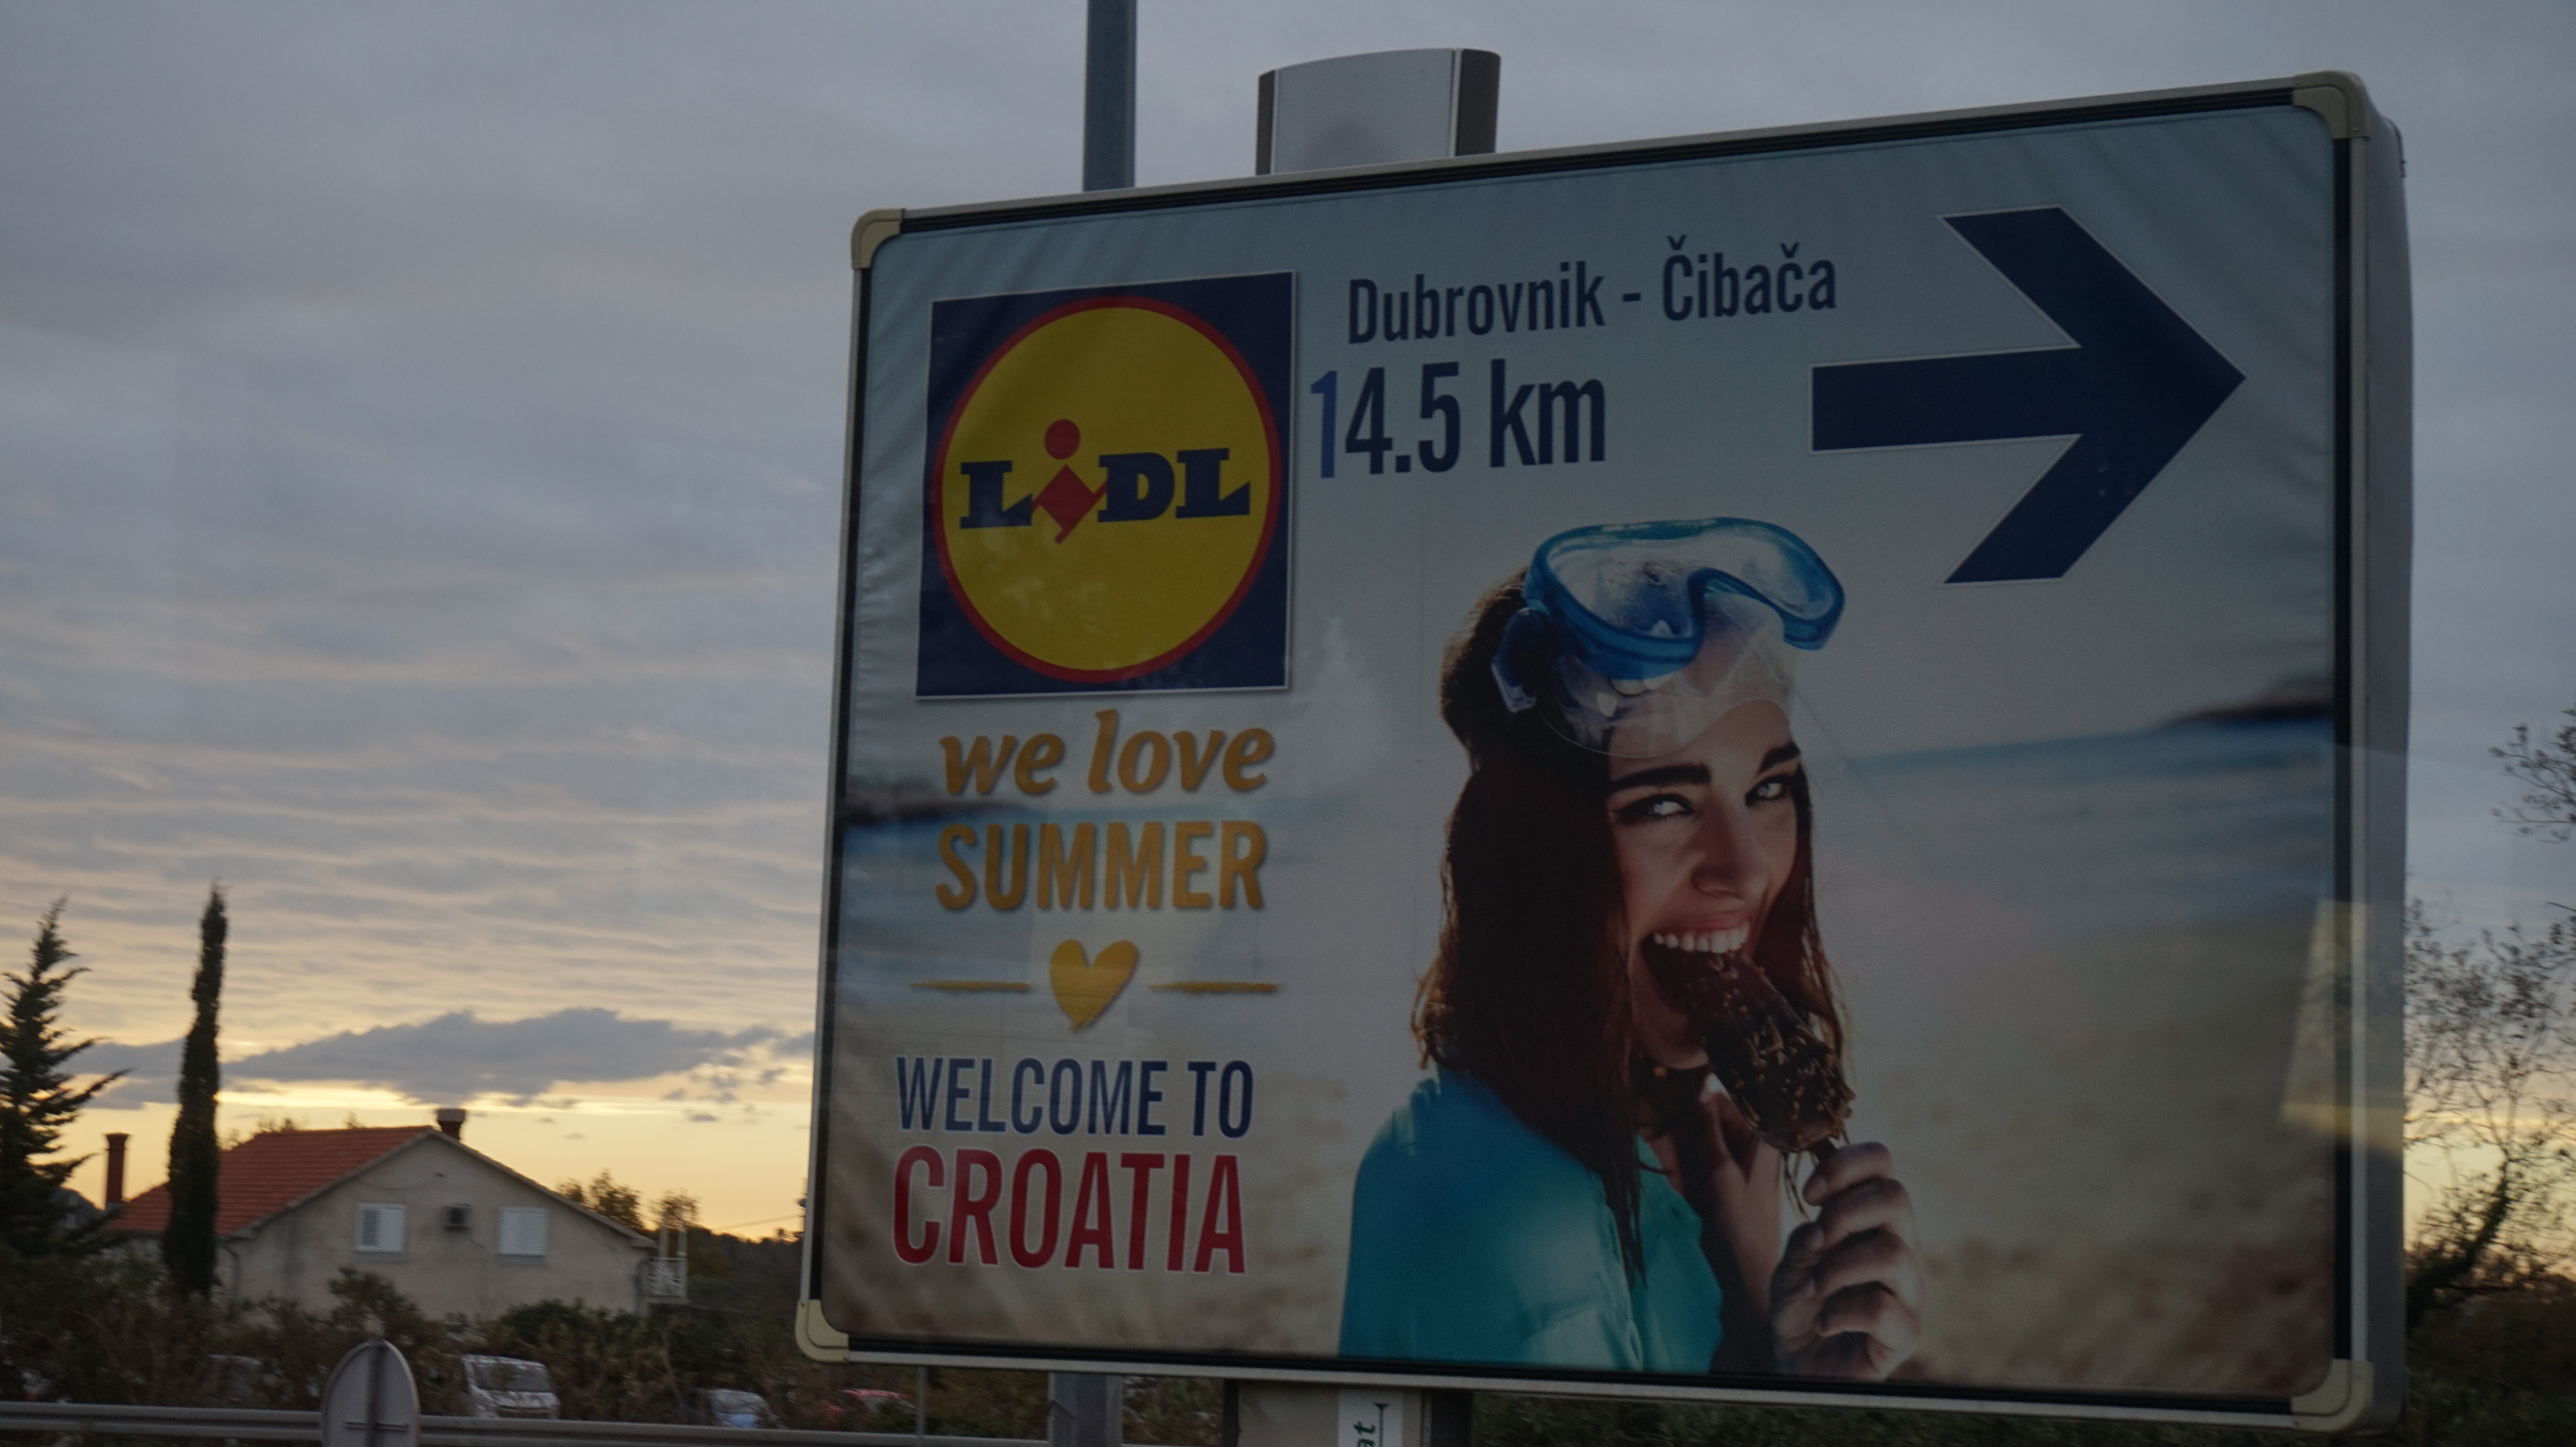 LIDL
Dubrovnik - Čibača
14.5 km
we love
SUMMER
WELCOME TO
CROATIA